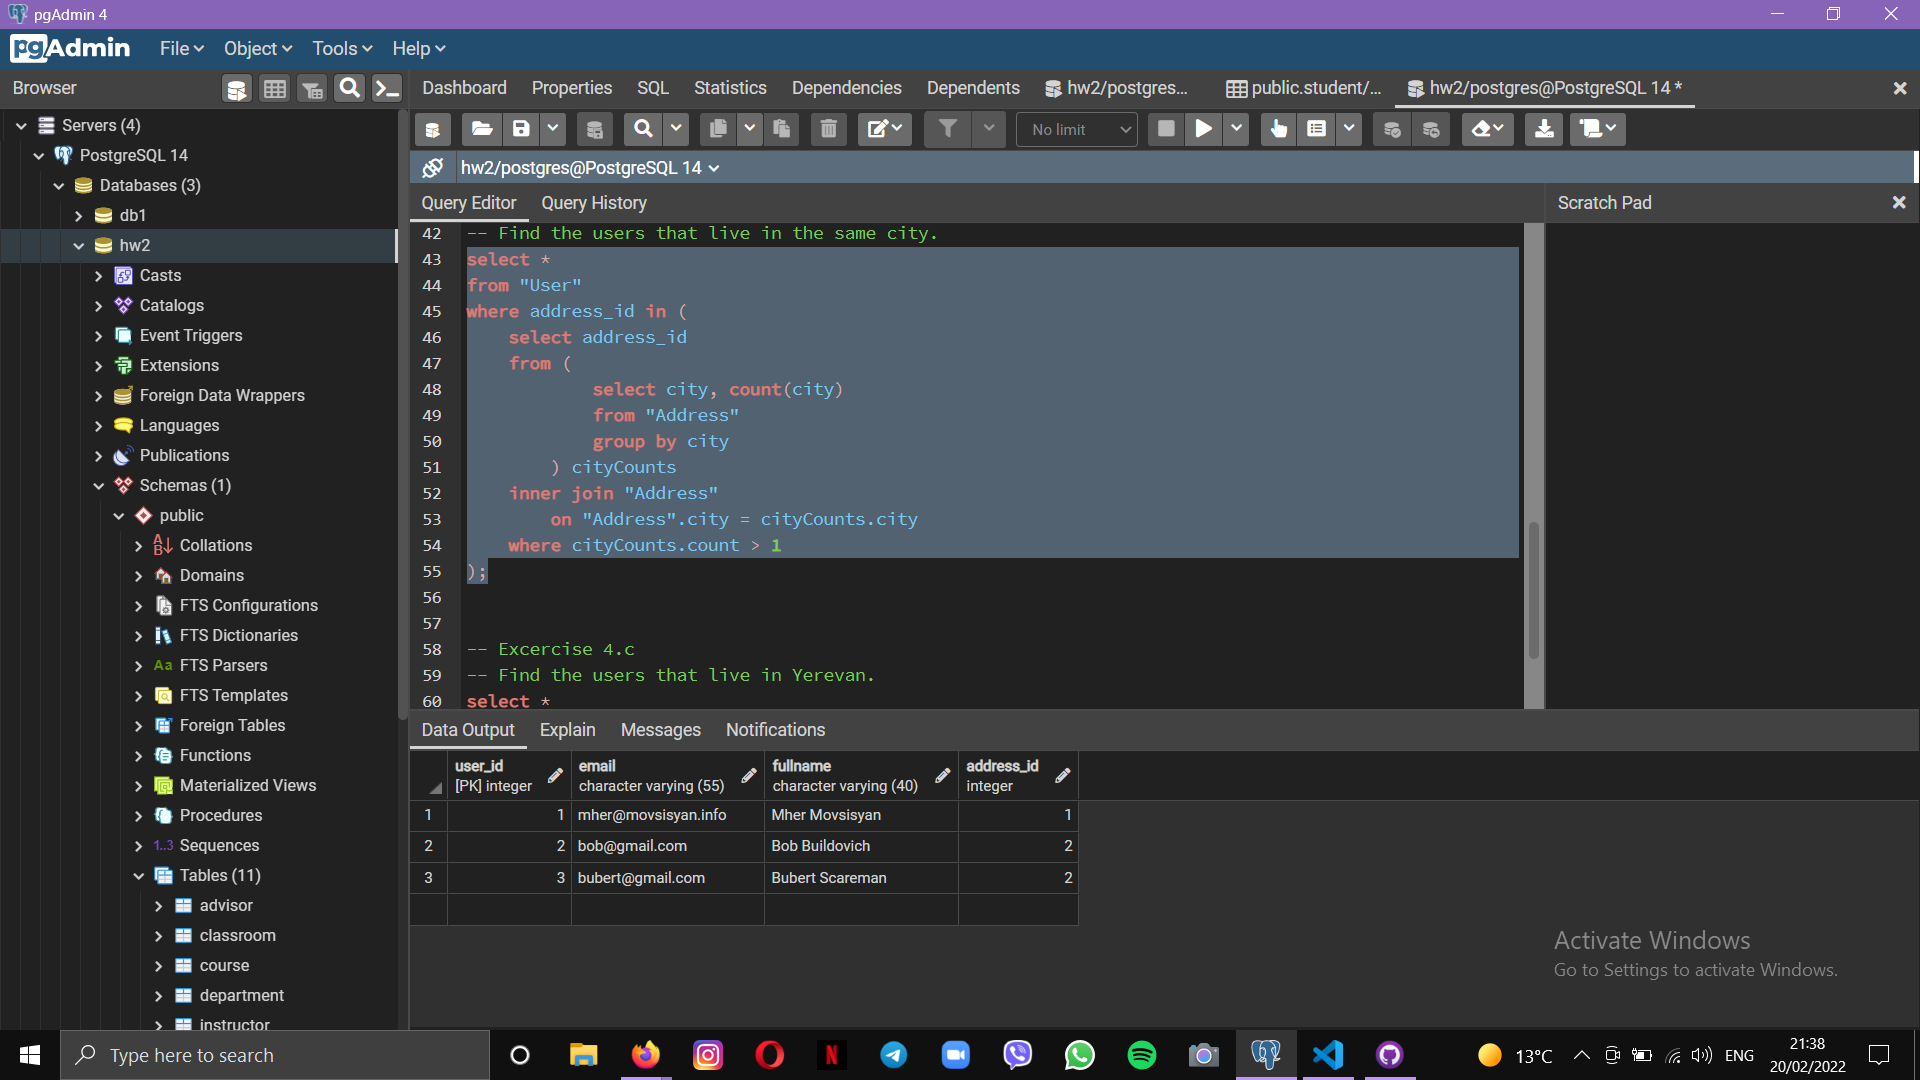 pgAdmin 4
pgAdmin File Object Tools Help
Browser
Dashboard Properties SQL Statistics Dependencies Dependents hw2/postgres... public.student/... hw2/postgres@PostgreSQL 14 *
No limit
hw2/postgres@PostgreSQL 14
Query Editor Query History
Scratch Pad
Servers (4)
PostgreSQL 14
Databases (3)
db1
hw2
Casts
Catalogs
Event Triggers
Extensions
Foreign Data Wrappers
Languages
Publications
Schemas (1)
public
Collations
Domains
FTS Configurations
FTS Dictionaries
Aa FTS Parsers
FTS Templates
Foreign Tables
Functions
Materialized Views
Procedures
1..3 Sequences
Tables (11)
advisor
classroom
course
department
instructor
42 -- Find the users that live in the same city.
43 select *
44 from "User"
45 where address_id in (
46 select address_id
47 from (
48 select city, count(city)
49 from "Address"
50 group by city
51 ) cityCounts
52 inner join "Address"
53 on "Address".city = cityCounts.city
54 where cityCounts.count > 1
55 );
56
57
58 -- Excercise 4.c
59 -- Find the users that live in Yerevan.
60 select *
Data Output Explain Messages Notifications
user_id email fullname address_id
[PK] integer character varying (55) character varying (40) integer
1 1 mher@movsisyan.info Mher Movsisyan 1
2 2 bob@gmail.com Bob Buildovich 2
3 3 bubert@gmail.com Bubert Scareman 2
Activate Windows
Go to Settings to activate Windows.
Type here to search
13°C ENG 21:38
20/02/2022